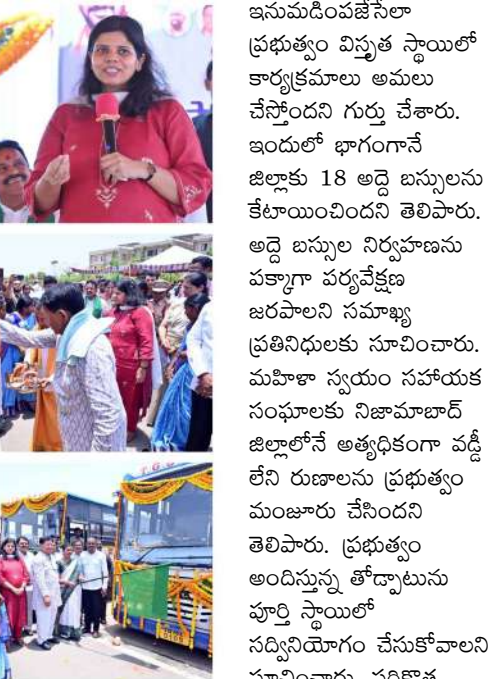 ఇనుమడింపజేసేలా
ప్రభుత్వం విస్తృత స్థాయిలో
కార్యక్రమాలు అమలు
చేస్తోందని గుర్తు చేశారు.
ఇందులో భాగంగానే
జిల్లాకు 18 అద్దె బస్సులను
కేటాయించిందని తెలిపారు.
అద్దె బస్సుల నిర్వహణను
పక్కాగా పర్యవేక్షణ
జరపాలని సమాఖ్య
ప్రతినిధులకు సూచించారు.
మహిళా స్వయం సహాయక
సంఘాలకు నిజామాబాద్
జిల్లాలోనే అత్యధికంగా వడ్డీ
లేని రుణాలను ప్రభుత్వం
మంజూరు చేసిందని
తెలిపారు. ప్రభుత్వం
అందిస్తున్న తోడ్పాటును
పూర్తి స్థాయిలో
సద్వినియోగం చేసుకోవాలని